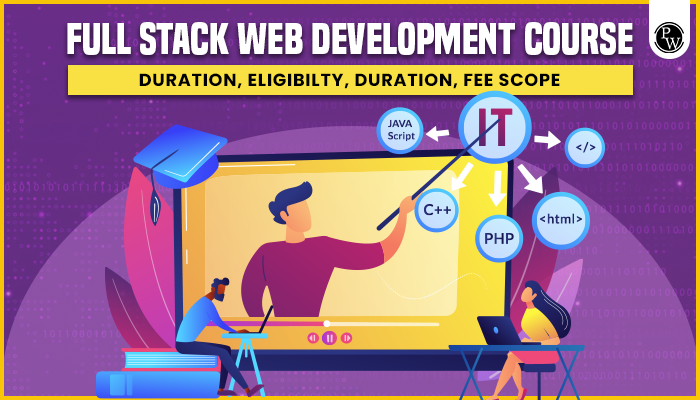 FULL STACK WEB DEVELOPMENT COURSE
PW
DURATION, ELIGIBILTY, DURATION, FEE SCOPE
IT
JAVA
Script
</>
C++
PHP
<html>